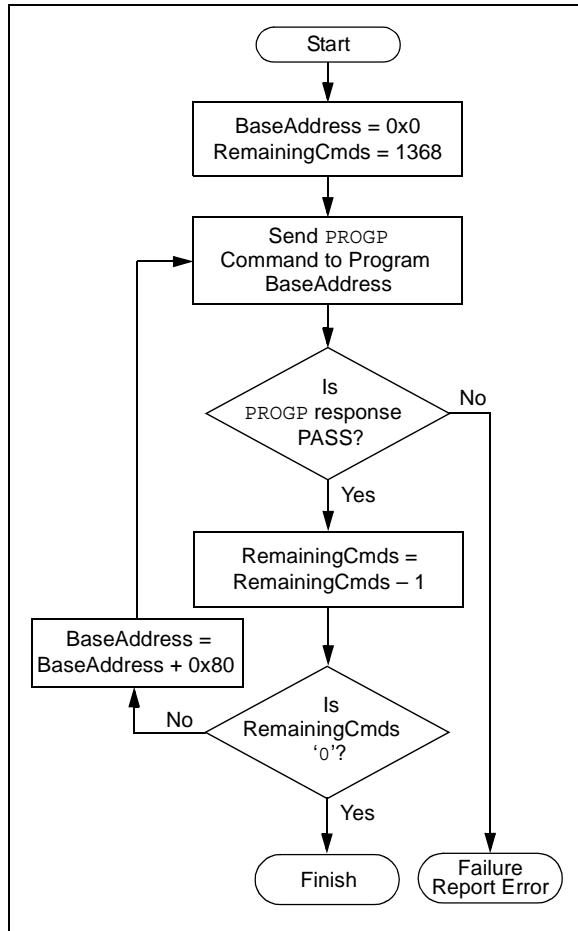 Start
BaseAddress = 0x0
RemainingCmds = 1368
Send PROGP
Command to Program
BaseAddress
Is
PROGP response
PASS?
No
Yes
RemainingCmds =
RemainingCmds – 1
BaseAddress =
BaseAddress + 0x80
Is
RemainingCmds
‘0’?
No
Yes
Finish
Failure
Report Error